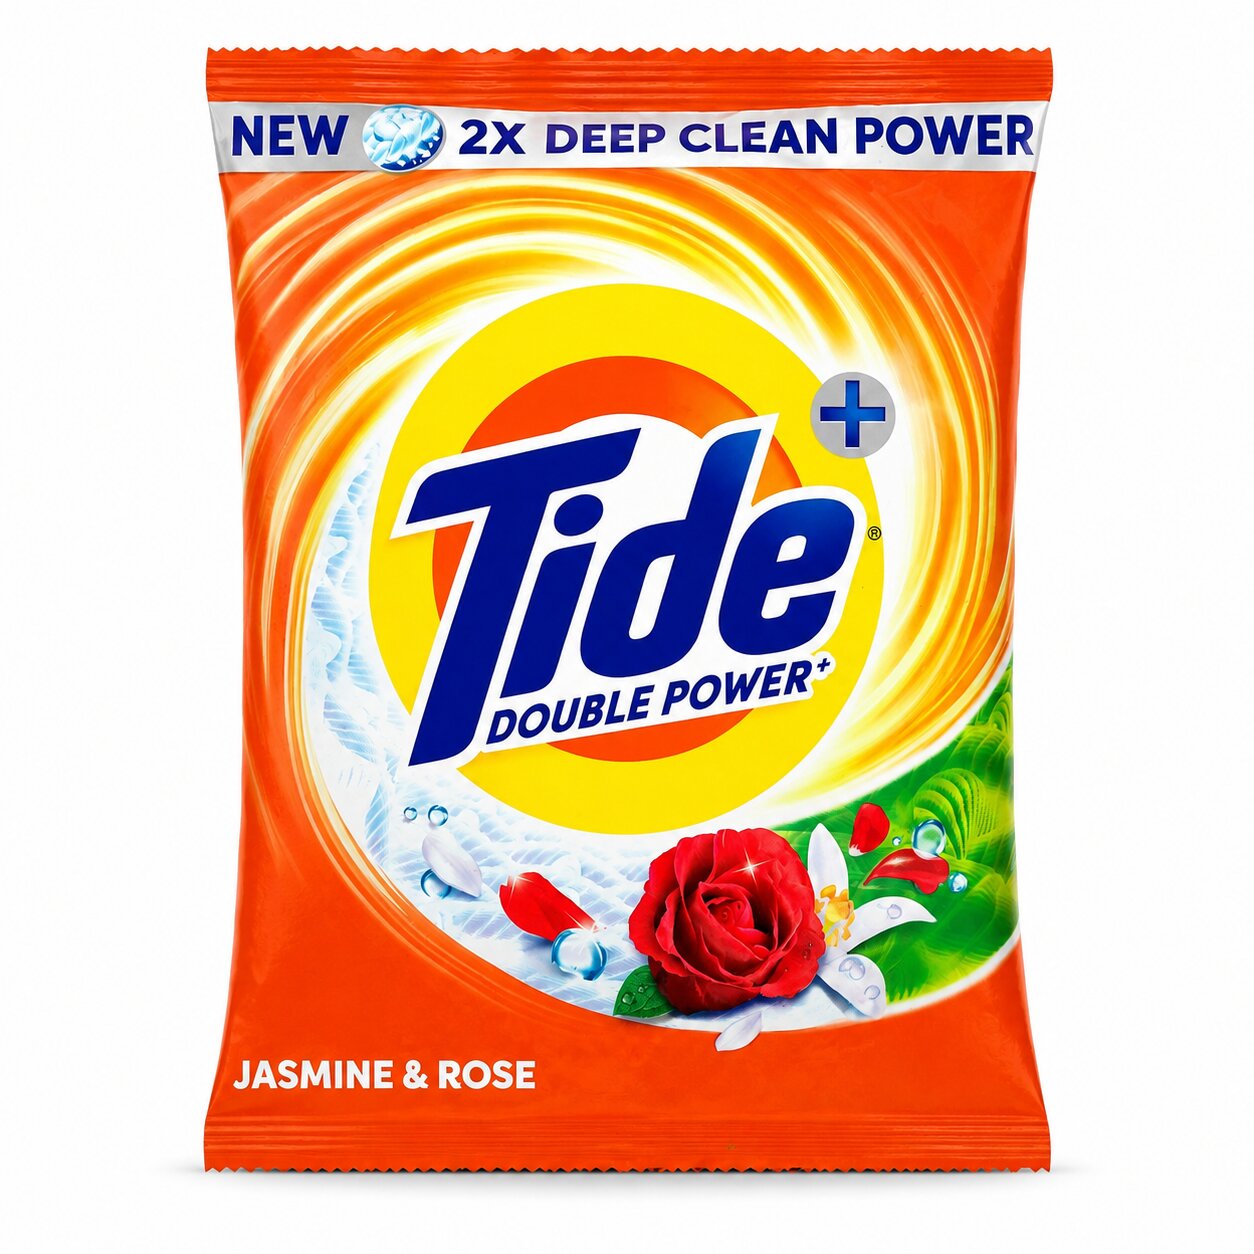 NEW 2X DEEP CLEAN POWER
+
Tide®
DOUBLE POWER+
JASMINE & ROSE